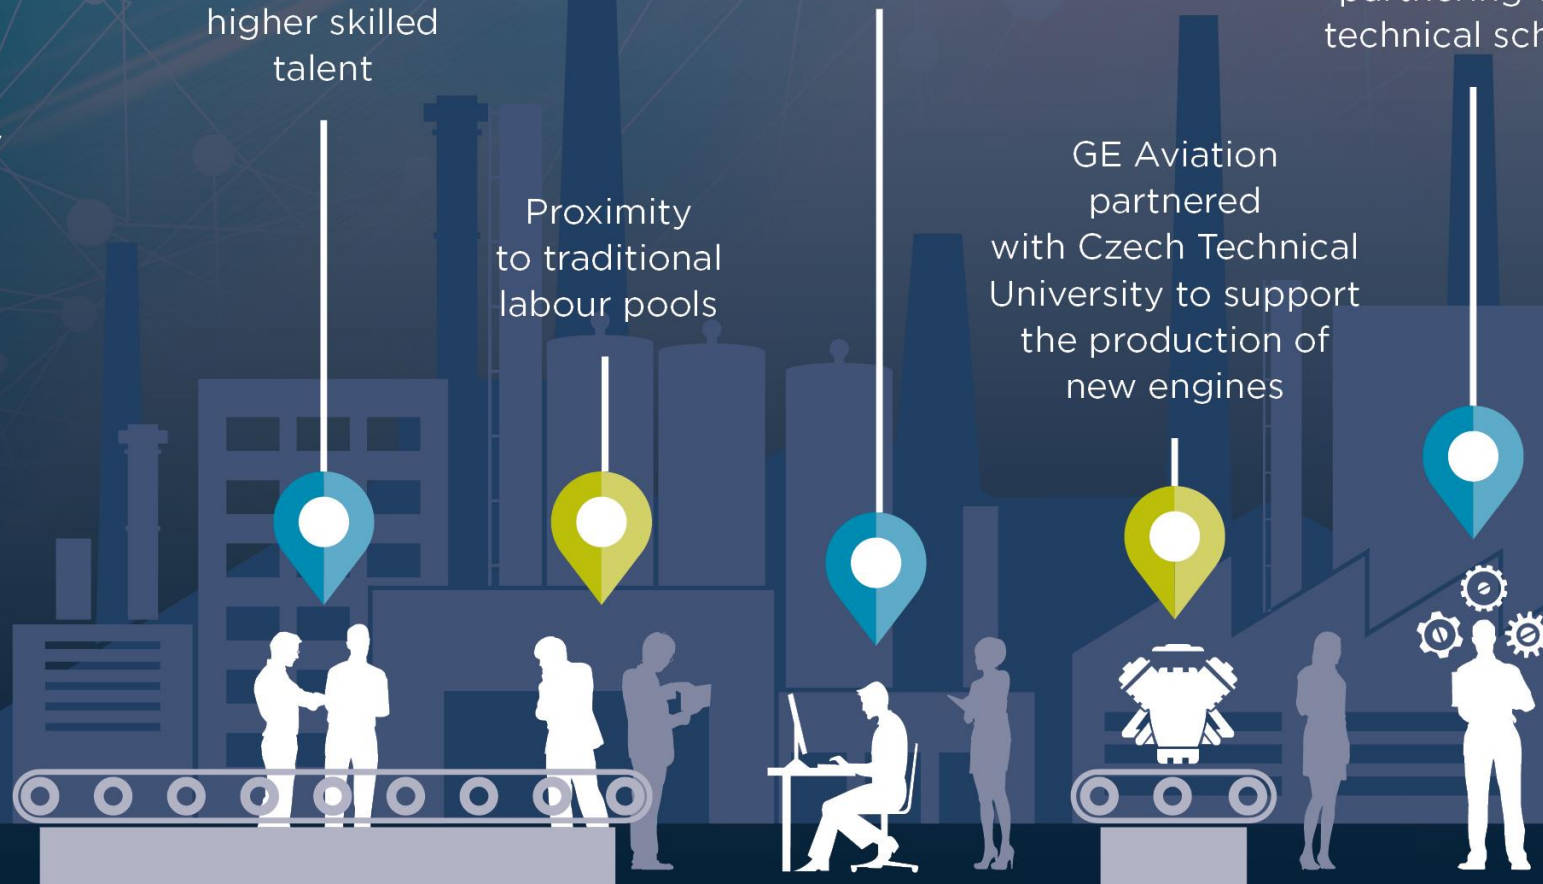 higher skilled
talent
Proximity
to traditional
labour pools
GE Aviation
partnered
with Czech Technical
University to support
the production of
new engines
technical